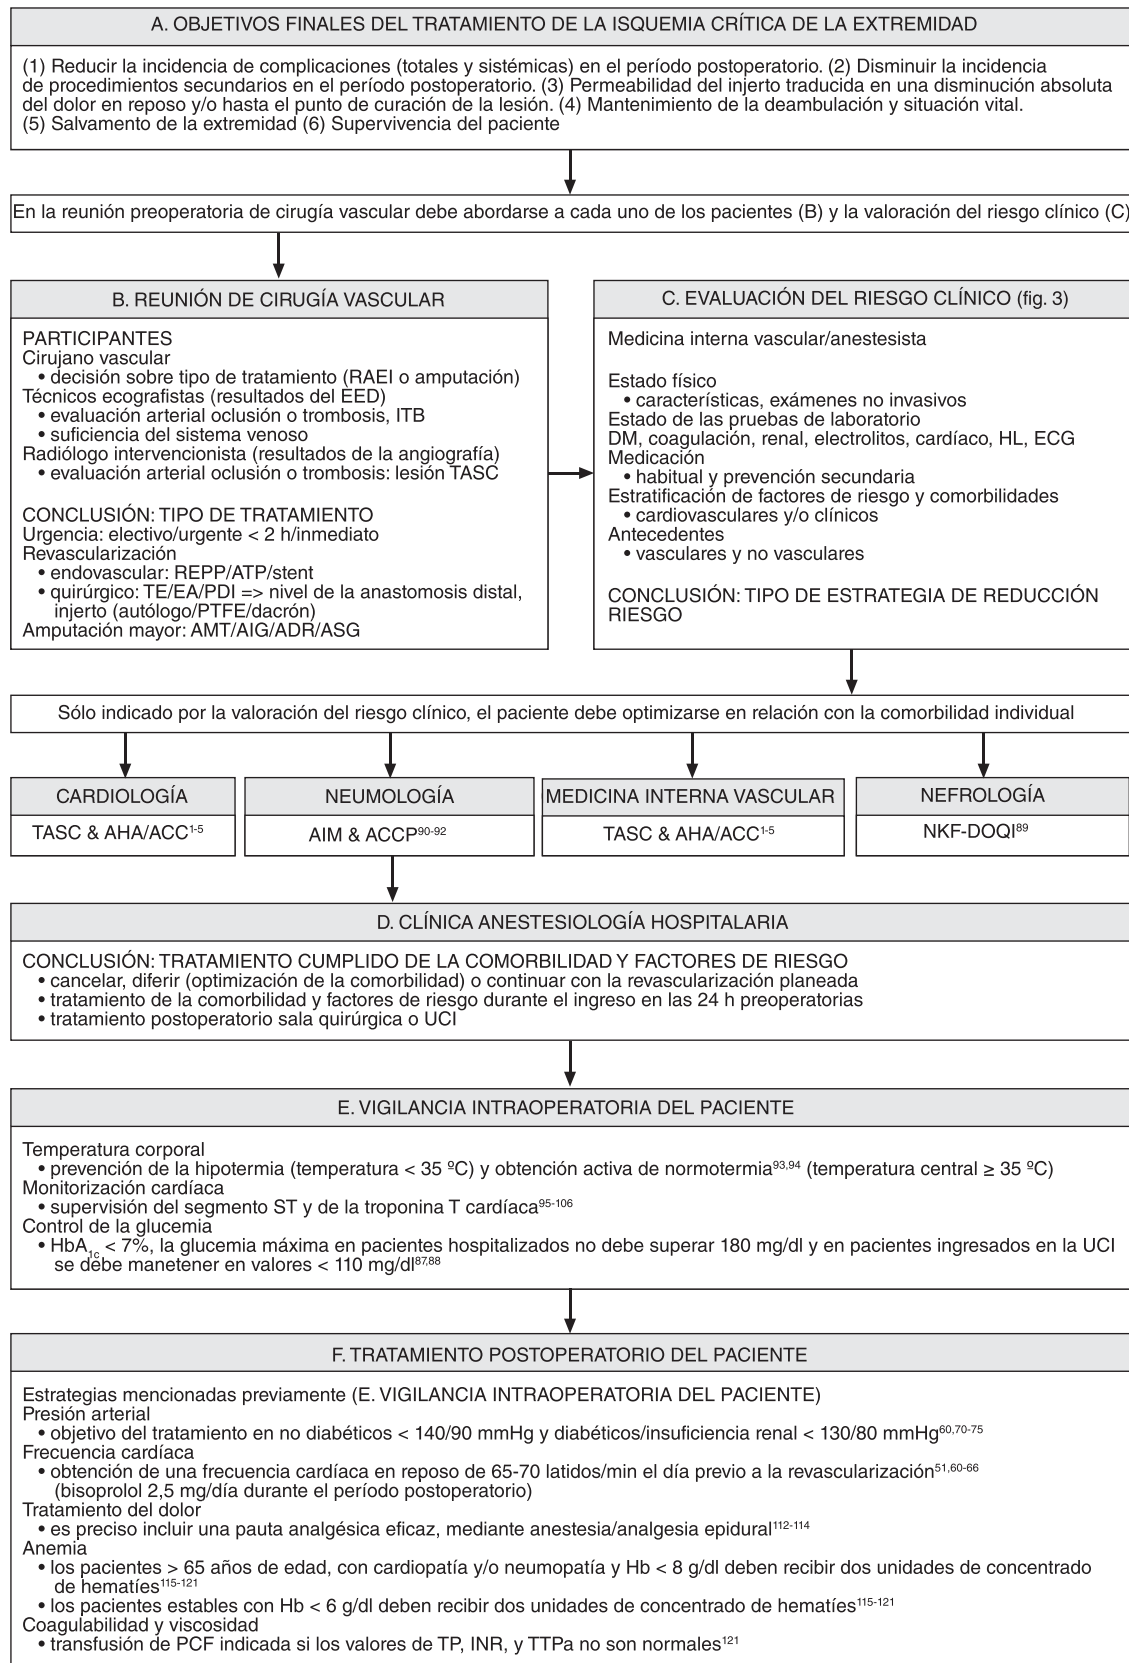 A. OBJETIVOS FINALES DEL TRATAMIENTO DE LA ISQUEMIA CRÍTICA DE LA EXTREMIDAD
(1) Reducir la incidencia de complicaciones (totales y sistémicas) en el período postoperatorio. (2) Disminuir la incidencia
de procedimientos secundarios en el período postoperatorio. (3) Permeabilidad del injerto traducida en una disminución absoluta
del dolor en reposo y/o hasta el punto de curación de la lesión. (4) Mantenimiento de la deambulación y situación vital.
(5) Salvamento de la extremidad (6) Supervivencia del paciente
En la reunión preoperatoria de cirugía vascular debe abordarse a cada uno de los pacientes (B) y la valoración del riesgo clínico (C)
B. REUNIÓN DE CIRUGÍA VASCULAR
PARTICIPANTES
Cirujano vascular
• decisión sobre tipo de tratamiento (RAEI o amputación)
Técnicos ecografistas (resultados del EED)
• evaluación arterial oclusión o trombosis, ITB
• suficiencia del sistema venoso
Radiólogo intervencionista (resultados de la angiografía)
• evaluación arterial oclusión o trombosis: lesión TASC
CONCLUSIÓN: TIPO DE TRATAMIENTO
Urgencia: electivo/urgente < 2 h/inmediato
Revascularización
• endovascular: REPP/ATP/stent
• quirúrgico: TE/EA/PDI => nivel de la anastomosis distal,
injerto (autólogo/PTFE/dacrón)
Amputación mayor: AMT/AIG/ADR/ASG
C. EVALUACIÓN DEL RIESGO CLÍNICO (fig. 3)
Medicina interna vascular/anestesista
Estado físico
• características, exámenes no invasivos
Estado de las pruebas de laboratorio
DM, coagulación, renal, electrolitos, cardíaco, HL, ECG
Medicación
• habitual y prevención secundaria
Estratificación de factores de riesgo y comorbilidades
• cardiovasculares y/o clínicos
Antecedentes
• vasculares y no vasculares
CONCLUSIÓN: TIPO DE ESTRATEGIA DE REDUCCIÓN
RIESGO
Sólo indicado por la valoración del riesgo clínico, el paciente debe optimizarse en relación con la comorbilidad individual
CARDIOLOGÍA
TASC & AHA/ACC1-5
NEUMOLOGÍA
AIM & ACCP90-92
MEDICINA INTERNA VASCULAR
TASC & AHA/ACC1-5
NEFROLOGÍA
NKF-DOQI89
D. CLÍNICA ANESTESIOLOGÍA HOSPITALARIA
CONCLUSIÓN: TRATAMIENTO CUMPLIDO DE LA COMORBILIDAD Y FACTORES DE RIESGO
• cancelar, diferir (optimización de la comorbilidad) o continuar con la revascularización planeada
• tratamiento de la comorbilidad y factores de riesgo durante el ingreso en las 24 h preoperatorias
• tratamiento postoperatorio sala quirúrgica o UCI
E. VIGILANCIA INTRAOPERATORIA DEL PACIENTE
Temperatura corporal
• prevención de la hipotermia (temperatura < 35 ºC) y obtención activa de normotermia93,94 (temperatura central ≥ 35 ºC)
Monitorización cardíaca
• supervisión del segmento ST y de la troponina T cardíaca95-106
Control de la glucemia
• HbA1c < 7%, la glucemia máxima en pacientes hospitalizados no debe superar 180 mg/dl y en pacientes ingresados en la UCI
se debe manetener en valores < 110 mg/dl87,88
F. TRATAMIENTO POSTOPERATORIO DEL PACIENTE
Estrategias mencionadas previamente (E. VIGILANCIA INTRAOPERATORIA DEL PACIENTE)
Presión arterial
• objetivo del tratamiento en no diabéticos < 140/90 mmHg y diabéticos/insuficiencia renal < 130/80 mmHg60,70-75
Frecuencia cardíaca
• obtención de una frecuencia cardíaca en reposo de 65-70 latidos/min el día previo a la revascularización51,60-66
(bisoprolol 2,5 mg/día durante el período postoperatorio)
Tratamiento del dolor
• es preciso incluir una pauta analgésica eficaz, mediante anestesia/analgesia epidural112-114
Anemia
• los pacientes > 65 años de edad, con cardiopatía y/o neumopatía y Hb < 8 g/dl deben recibir dos unidades de concentrado
de hematíes115-121
• los pacientes estables con Hb < 6 g/dl deben recibir dos unidades de concentrado de hematíes115-121
Coagulabilidad y viscosidad
• transfusión de PCF indicada si los valores de TP, INR, y TTPa no son normales121